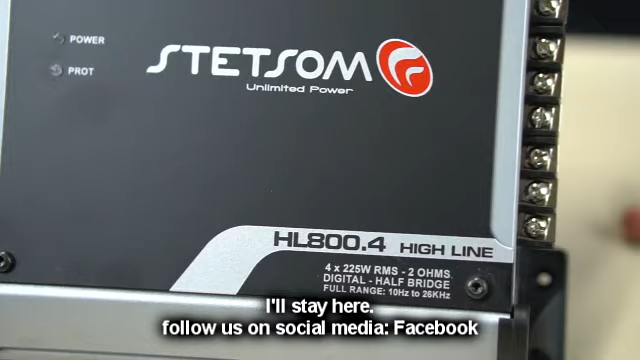 POWER
PROT
STETSOM
Unlimited Power
HL800.4 HIGH LINE
4 x 225W RMS - 2 OHMS
DIGITAL - HALF BRIDGE
FULL RANGE: 10Hz to 26KHz
I'll stay here.
follow us on social media: Facebook